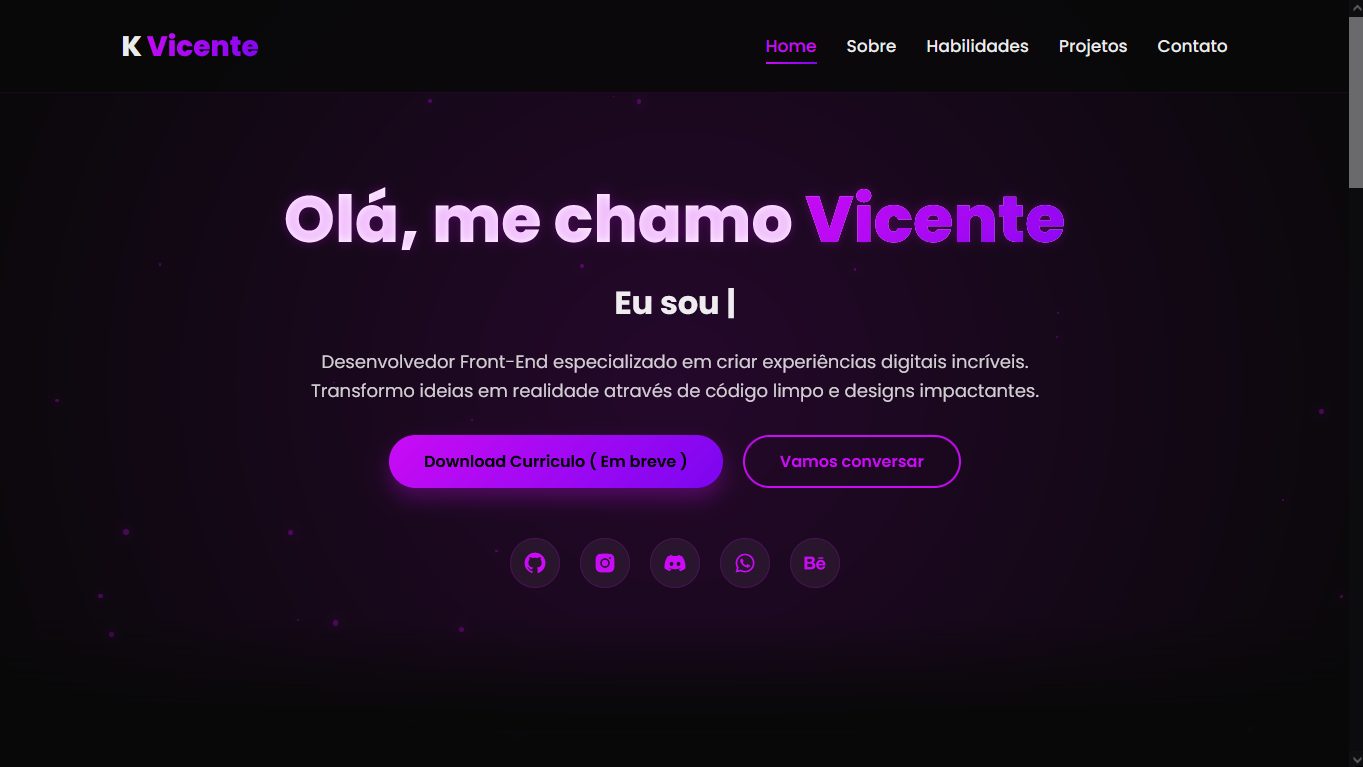 K Vicente
Home Sobre Habilidades Projetos Contato
Olá, me chamo Vicente
Eu sou |
Desenvolvedor Front-End especializado em criar experiências digitais incríveis.
Transformo ideias em realidade através de código limpo e designs impactantes.
Download Curriculo ( Em breve )
Vamos conversar
Bē